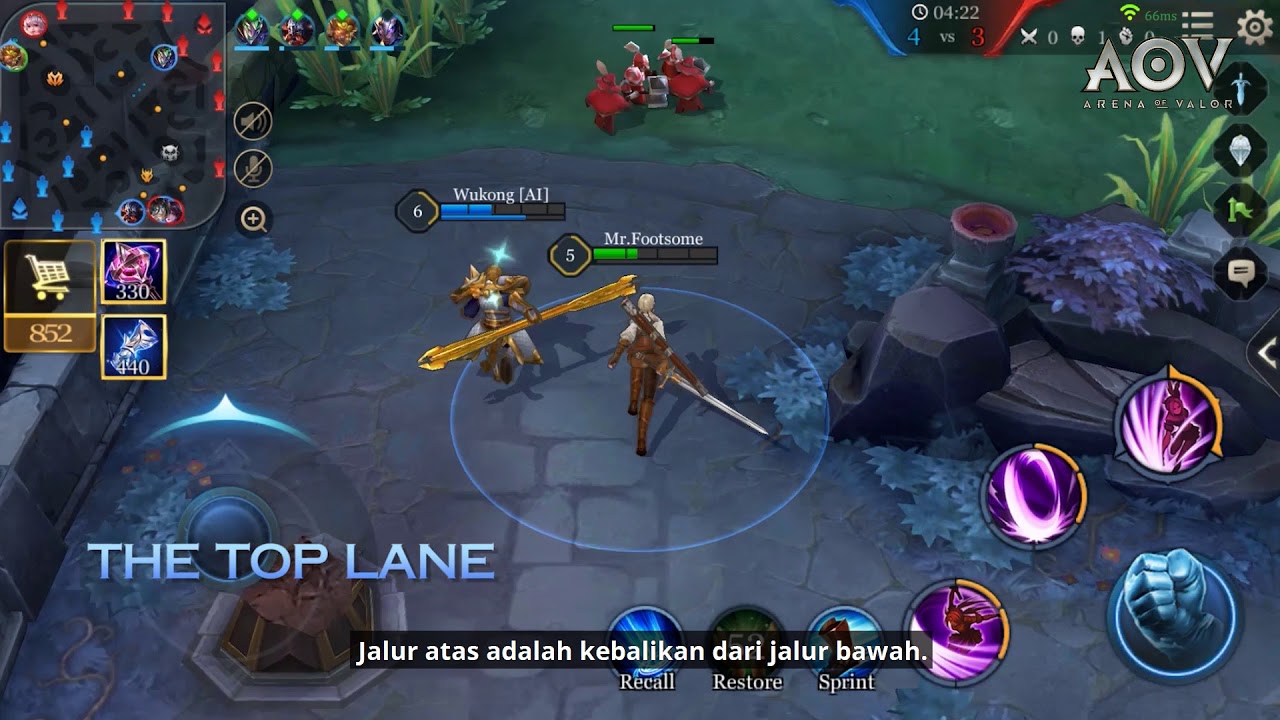 04:22
66ms
4 vs 3
0
1
0
AOV
ARENA OF VALOR
Wukong [AI]
6
Mr.Footsome
5
330
852
440
THE TOP LANE
Jalur atas adalah kebalikan dari jalur bawah.
Recall
Restore
Sprint